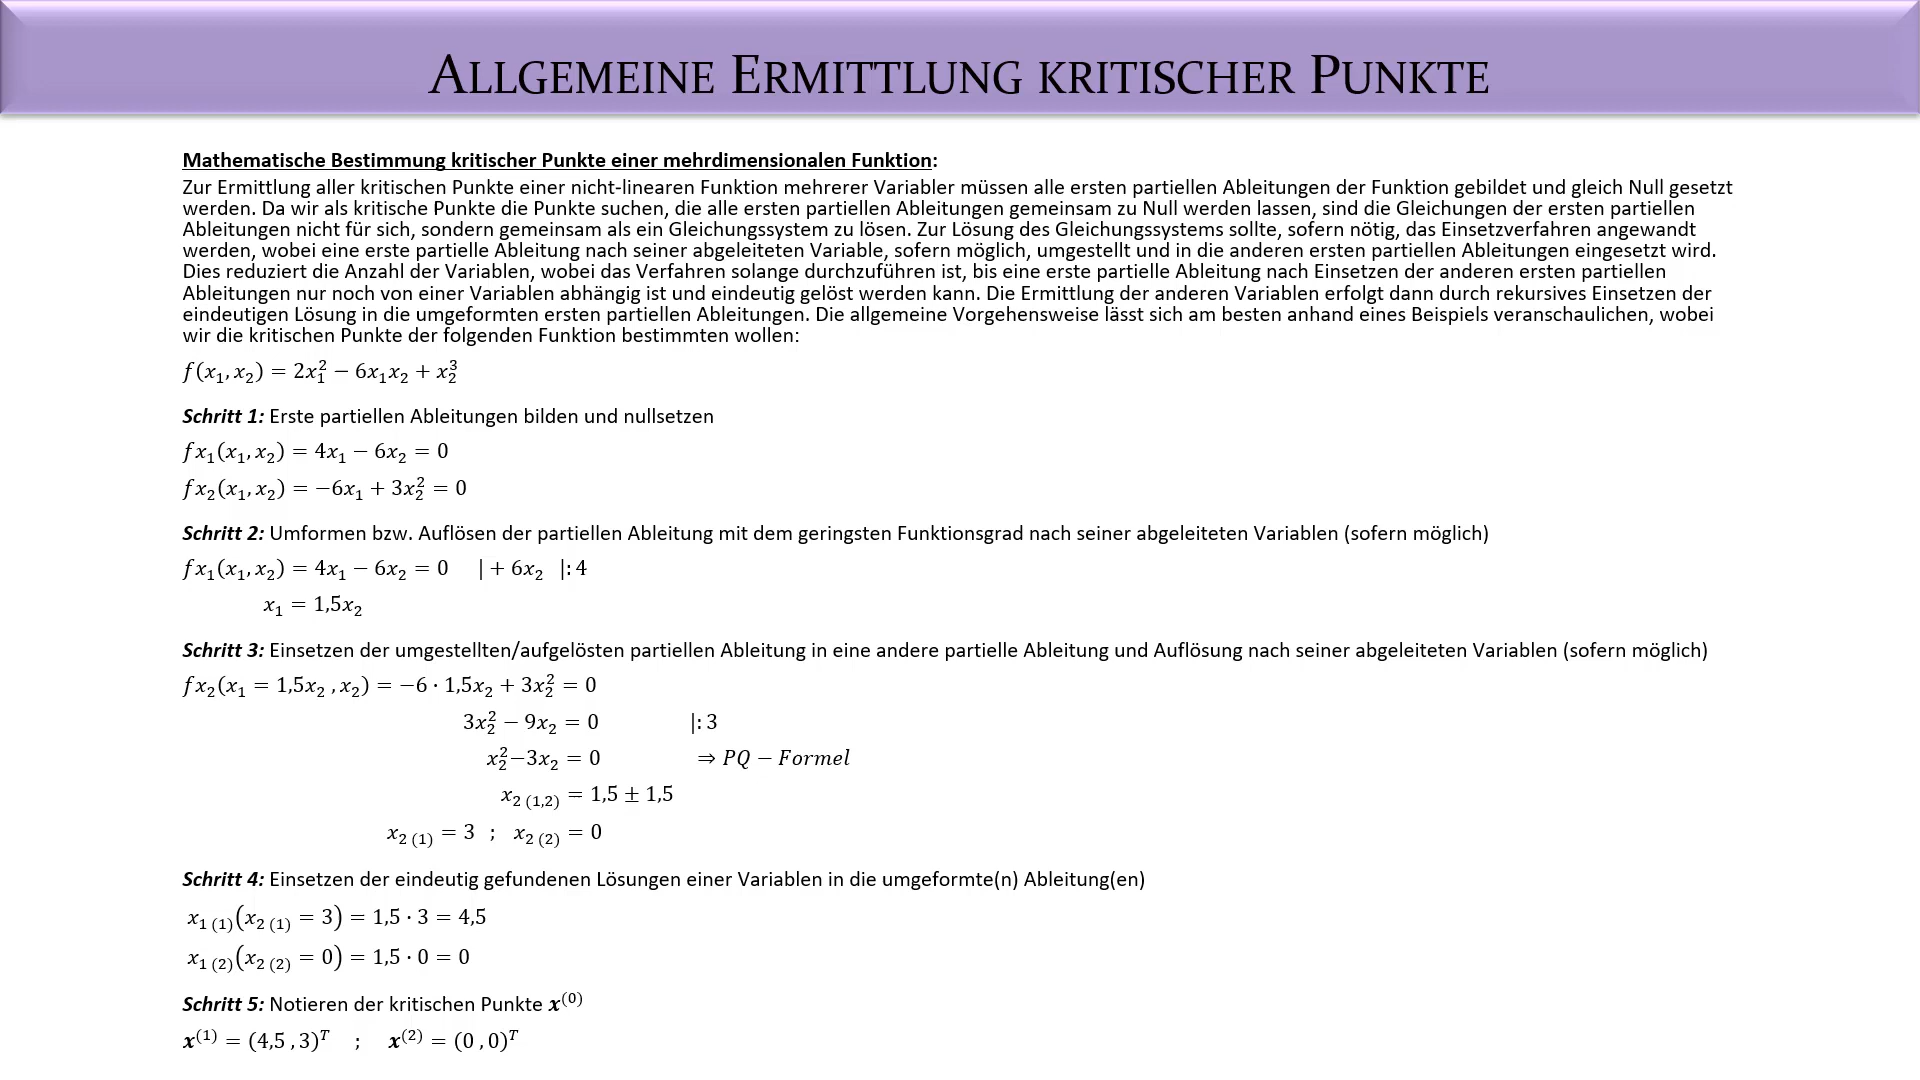 ALLGEMEINE ERMITTLUNG KRITISCHER PUNKTE
Mathematische Bestimmung kritischer Punkte einer mehrdimensionalen Funktion:
Zur Ermittlung aller kritischen Punkte einer nicht-linearen Funktion mehrerer Variabler müssen alle ersten partiellen Ableitungen der Funktion gebildet und gleich Null gesetzt
werden. Da wir als kritische Punkte die Punkte suchen, die alle ersten partiellen Ableitungen gemeinsam zu Null werden lassen, sind die Gleichungen der ersten partiellen
Ableitungen nicht für sich, sondern gemeinsam als ein Gleichungssystem zu lösen. Zur Lösung des Gleichungssystems sollte, sofern nötig, das Einsetzverfahren angewandt
werden, wobei eine erste partielle Ableitung nach seiner abgeleiteten Variable, sofern möglich, umgestellt und in die anderen ersten partiellen Ableitungen eingesetzt wird.
Dies reduziert die Anzahl der Variablen, wobei das Verfahren solange durchzuführen ist, bis eine erste partielle Ableitung nach Einsetzen der anderen ersten partiellen
Ableitungen nur noch von einer Variablen abhängig ist und eindeutig gelöst werden kann. Die Ermittlung der anderen Variablen erfolgt dann durch rekursives Einsetzen der
eindeutigen Lösung in die umgeformten ersten partiellen Ableitungen. Die allgemeine Vorgehensweise lässt sich am besten anhand eines Beispiels veranschaulichen, wobei
wir die kritischen Punkte der folgenden Funktion bestimmten wollen:
f(x₁, x₂) = 2x₁² − 6x₁x₂ + x₂³
Schritt 1: Erste partiellen Ableitungen bilden und nullsetzen
fx₁(x₁, x₂) = 4x₁ − 6x₂ = 0
fx₂(x₁, x₂) = −6x₁ + 3x₂² = 0
Schritt 2: Umformen bzw. Auflösen der partiellen Ableitung mit dem geringsten Funktionsgrad nach seiner abgeleiteten Variablen (sofern möglich)
fx₁(x₁, x₂) = 4x₁ − 6x₂ = 0 | + 6x₂ |: 4
x₁ = 1,5x₂
Schritt 3: Einsetzen der umgestellten/aufgelösten partiellen Ableitung in eine andere partielle Ableitung und Auflösung nach seiner abgeleiteten Variablen (sofern möglich)
fx₂(x₁ = 1,5x₂ , x₂) = −6 · 1,5x₂ + 3x₂² = 0
3x₂² − 9x₂ = 0 |: 3
x₂²−3x₂ = 0 ⇒ PQ − Formel
x₂ ₍₁,₂₎ = 1,5 ± 1,5
x₂ ₍₁₎ = 3 ; x₂ ₍₂₎ = 0
Schritt 4: Einsetzen der eindeutig gefundenen Lösungen einer Variablen in die umgeformte(n) Ableitung(en)
x₁ ₍₁₎(x₂ ₍₁₎ = 3) = 1,5 · 3 = 4,5
x₁ ₍₂₎(x₂ ₍₂₎ = 0) = 1,5 · 0 = 0
Schritt 5: Notieren der kritischen Punkte x⁽⁰⁾
x⁽¹⁾ = (4,5 , 3)ᵀ ; x⁽²⁾ = (0 , 0)ᵀ